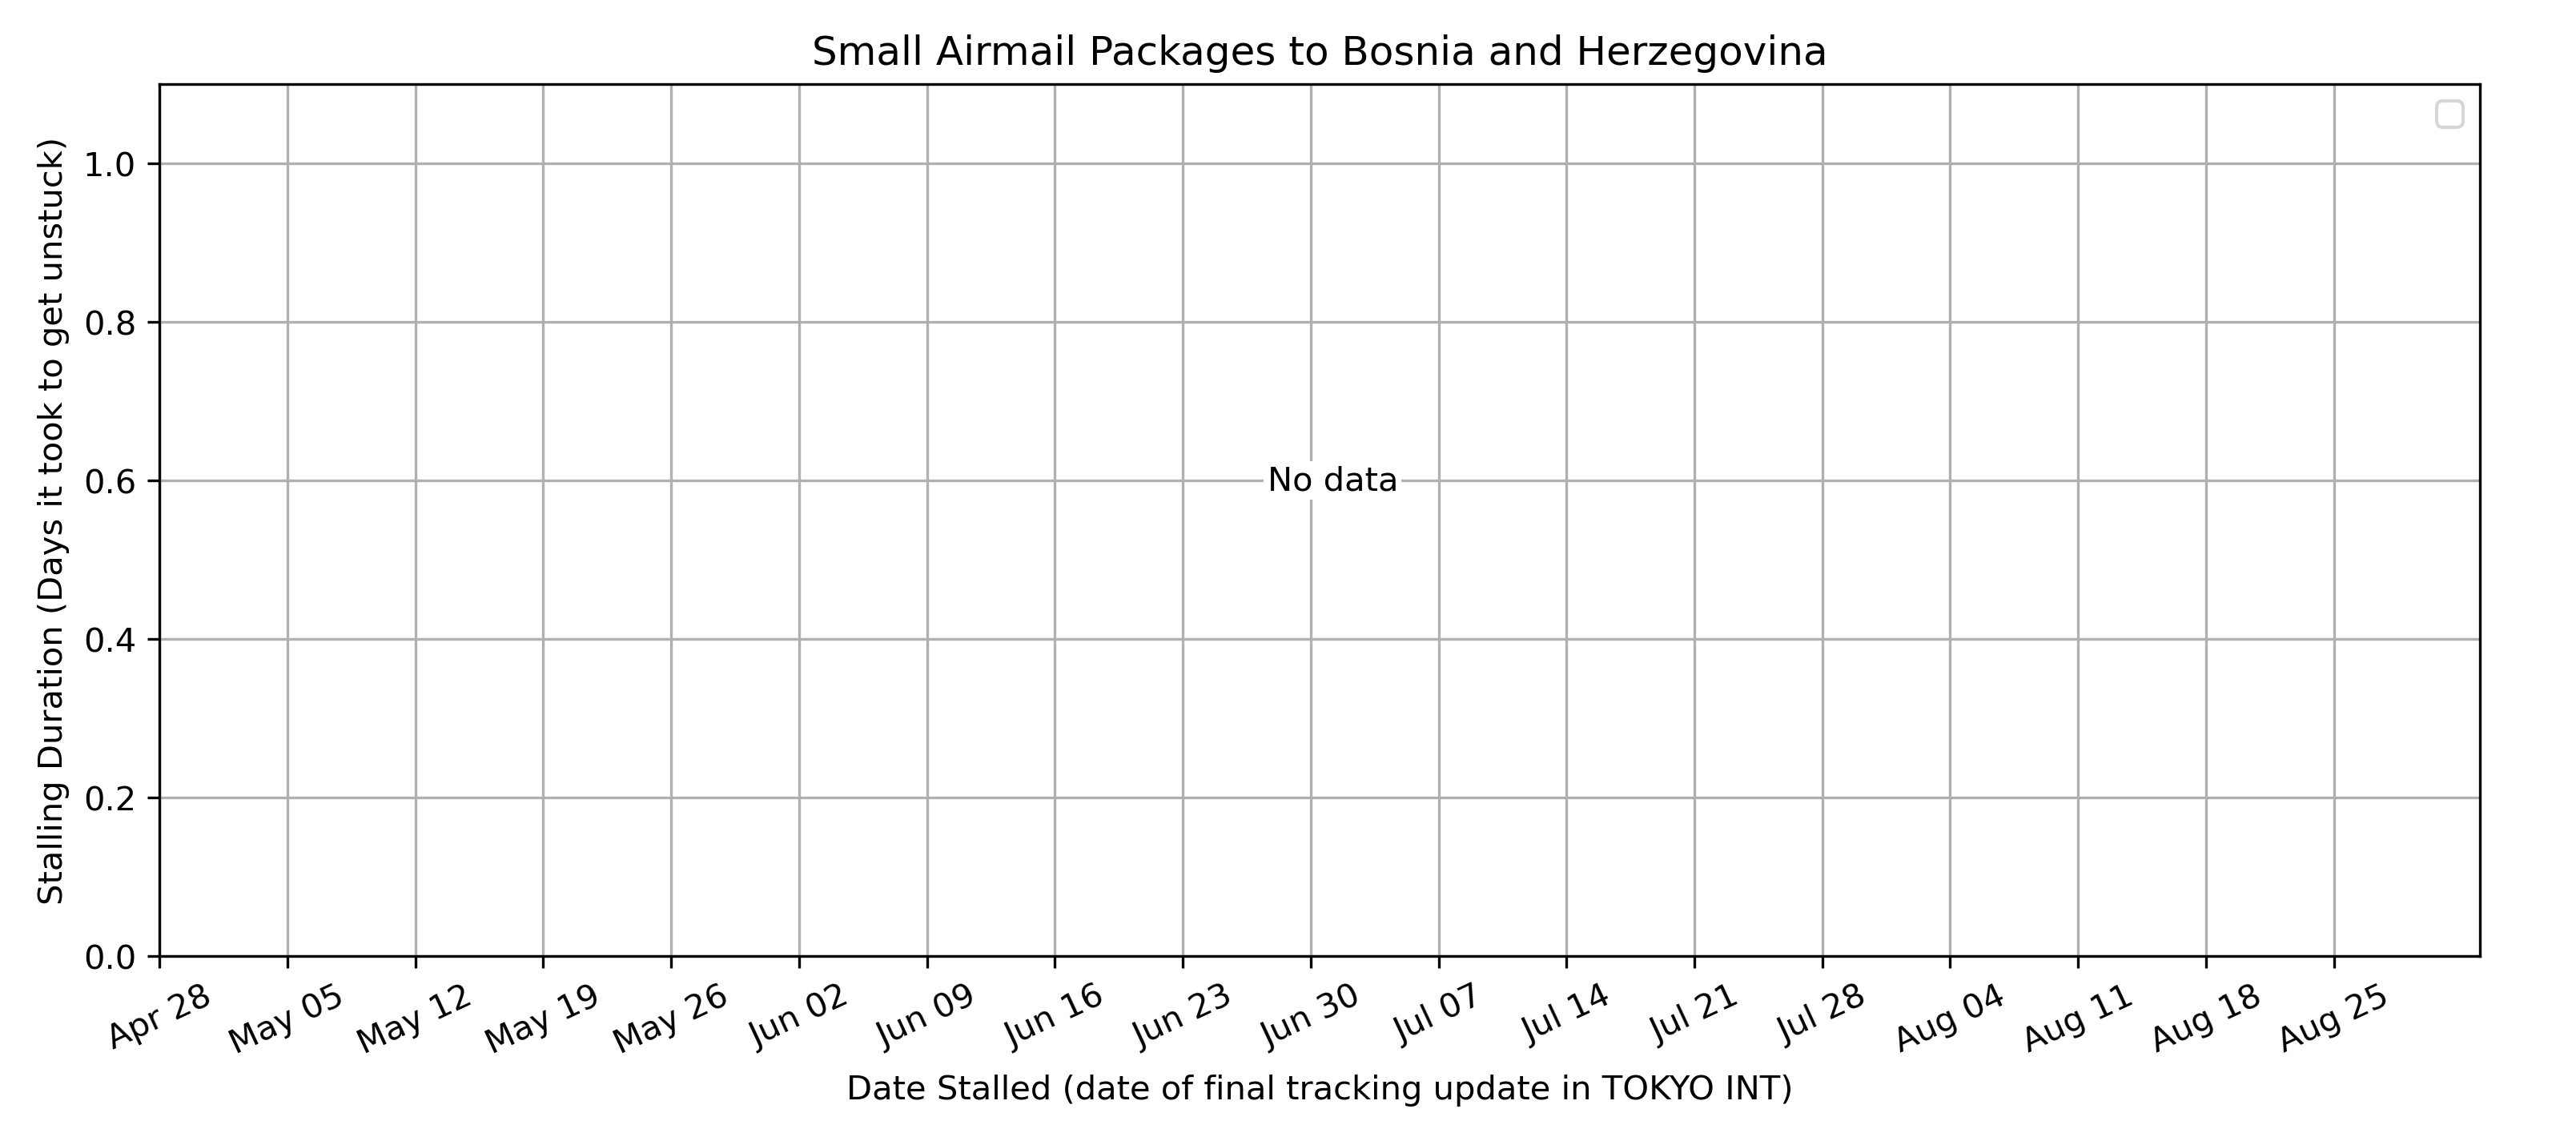 Small Airmail Packages to Bosnia and Herzegovina
Stalling Duration (Days it took to get unstuck)
1.0
0.8
0.6
0.4
0.2
0.0
No data
Apr 28
May 05
May 12
May 19
May 26
Jun 02
Jun 09
Jun 16
Jun 23
Jun 30
Jul 07
Jul 14
Jul 21
Jul 28
Aug 04
Aug 11
Aug 18
Aug 25
Date Stalled (date of final tracking update in TOKYO INT)